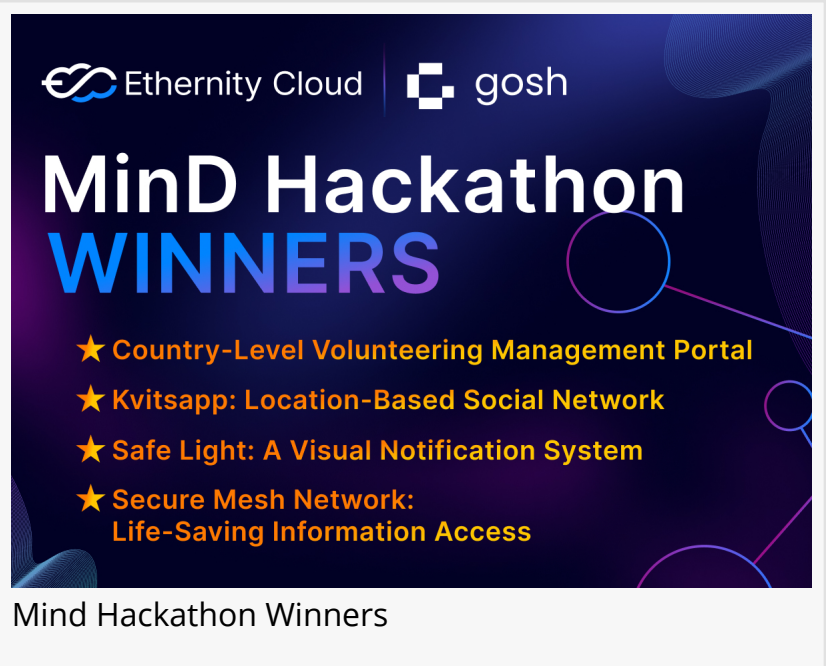 Ethernity Cloud
gosh
MinD Hackathon
WINNERS
Country-Level Volunteering Management Portal
Kvitsapp: Location-Based Social Network
Safe Light: A Visual Notification System
Secure Mesh Network:
Life-Saving Information Access
Mind Hackathon Winners